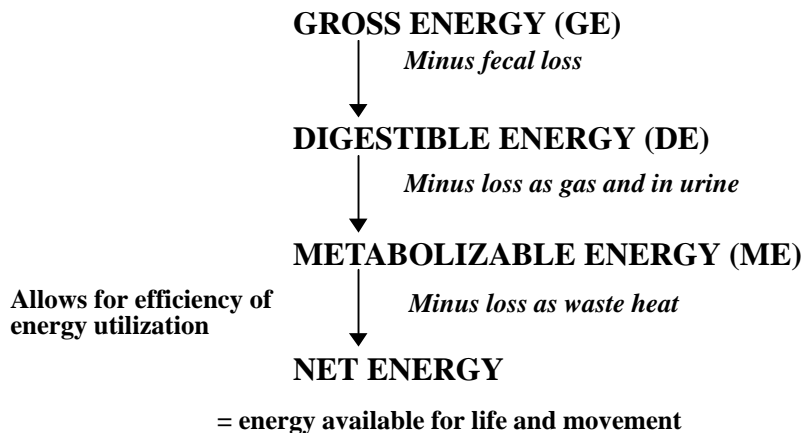 GROSS ENERGY (GE)
Minus fecal loss
DIGESTIBLE ENERGY (DE)
Minus loss as gas and in urine
METABOLIZABLE ENERGY (ME)
Allows for efficiency of
energy utilization
Minus loss as waste heat
NET ENERGY
= energy available for life and movement